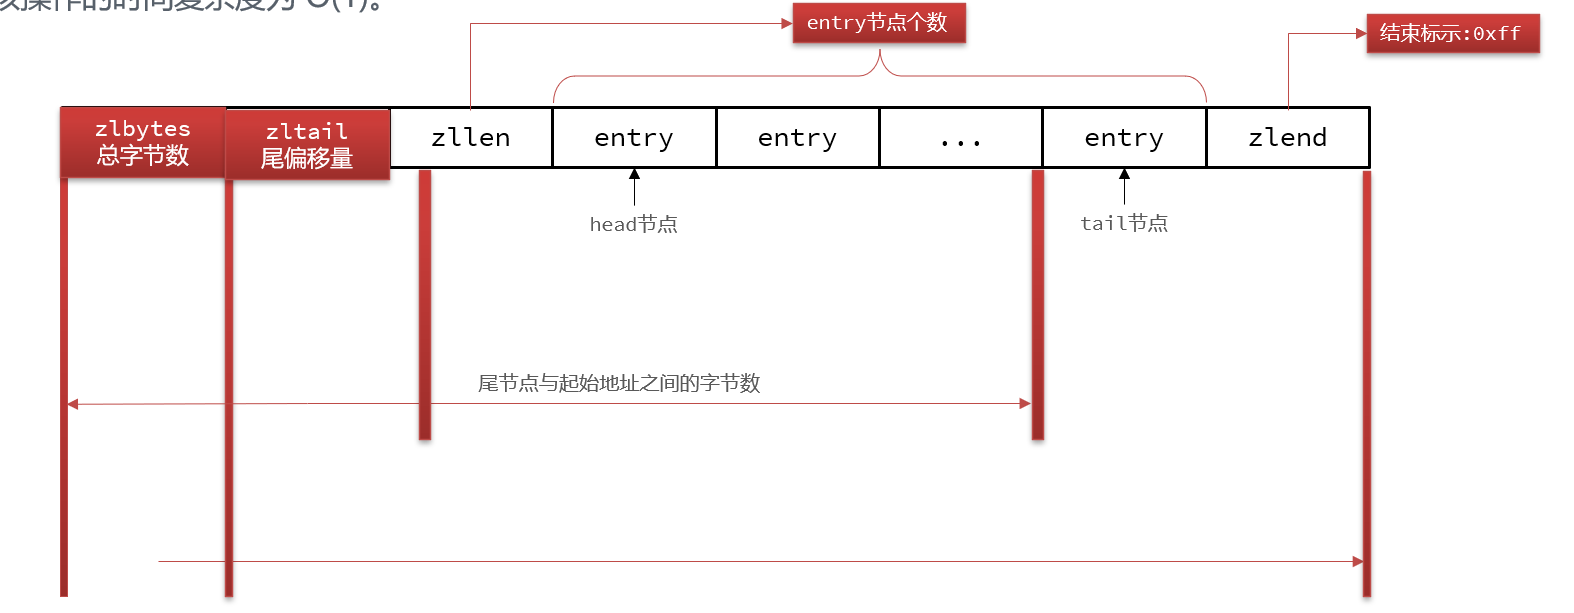 操作的时间复杂度为 O(1)。
entry节点个数
结束标示:0xff
zlbytes
总字节数
zltail
尾偏移量
zllen
entry
entry
...
entry
zlend
head节点
tail节点
尾节点与起始地址之间的字节数